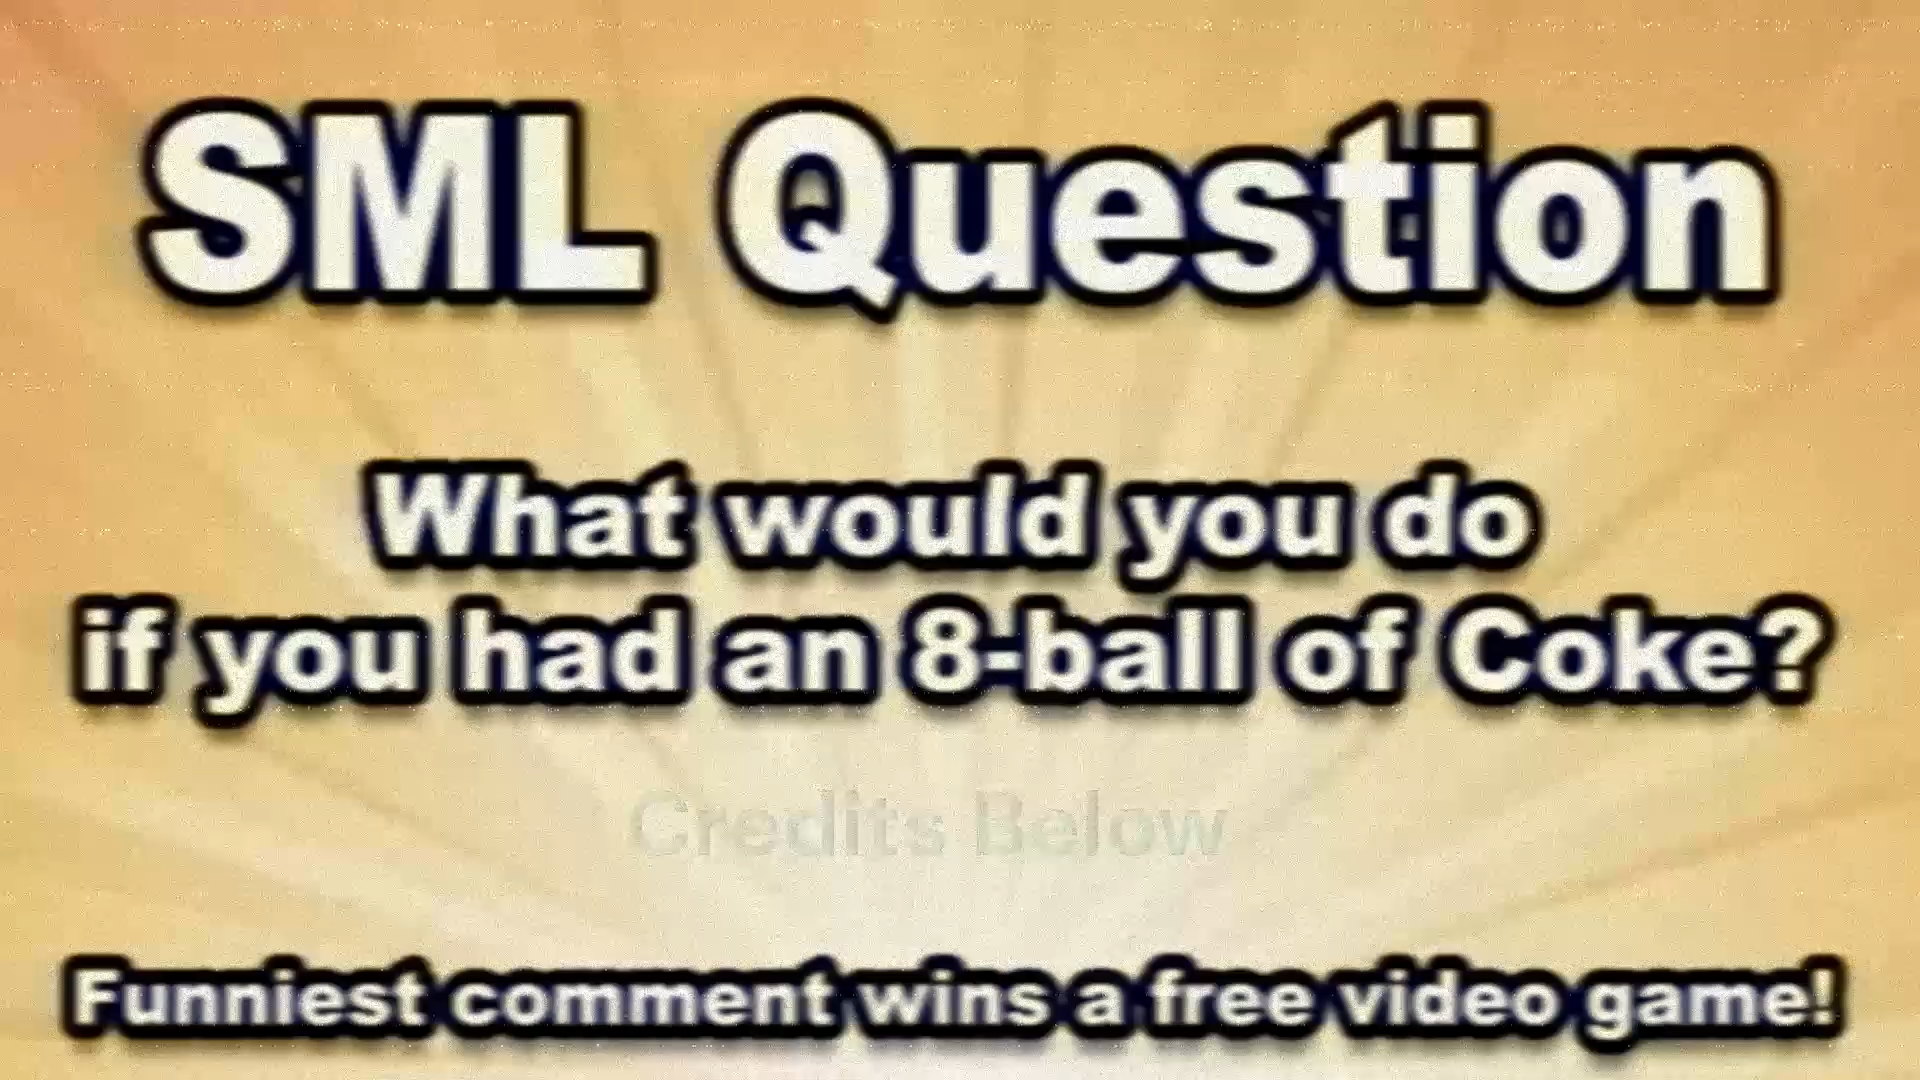 SML Question
What would you do
if you had an 8-ball of Coke?
Credits Below
Funniest comment wins a free video game!